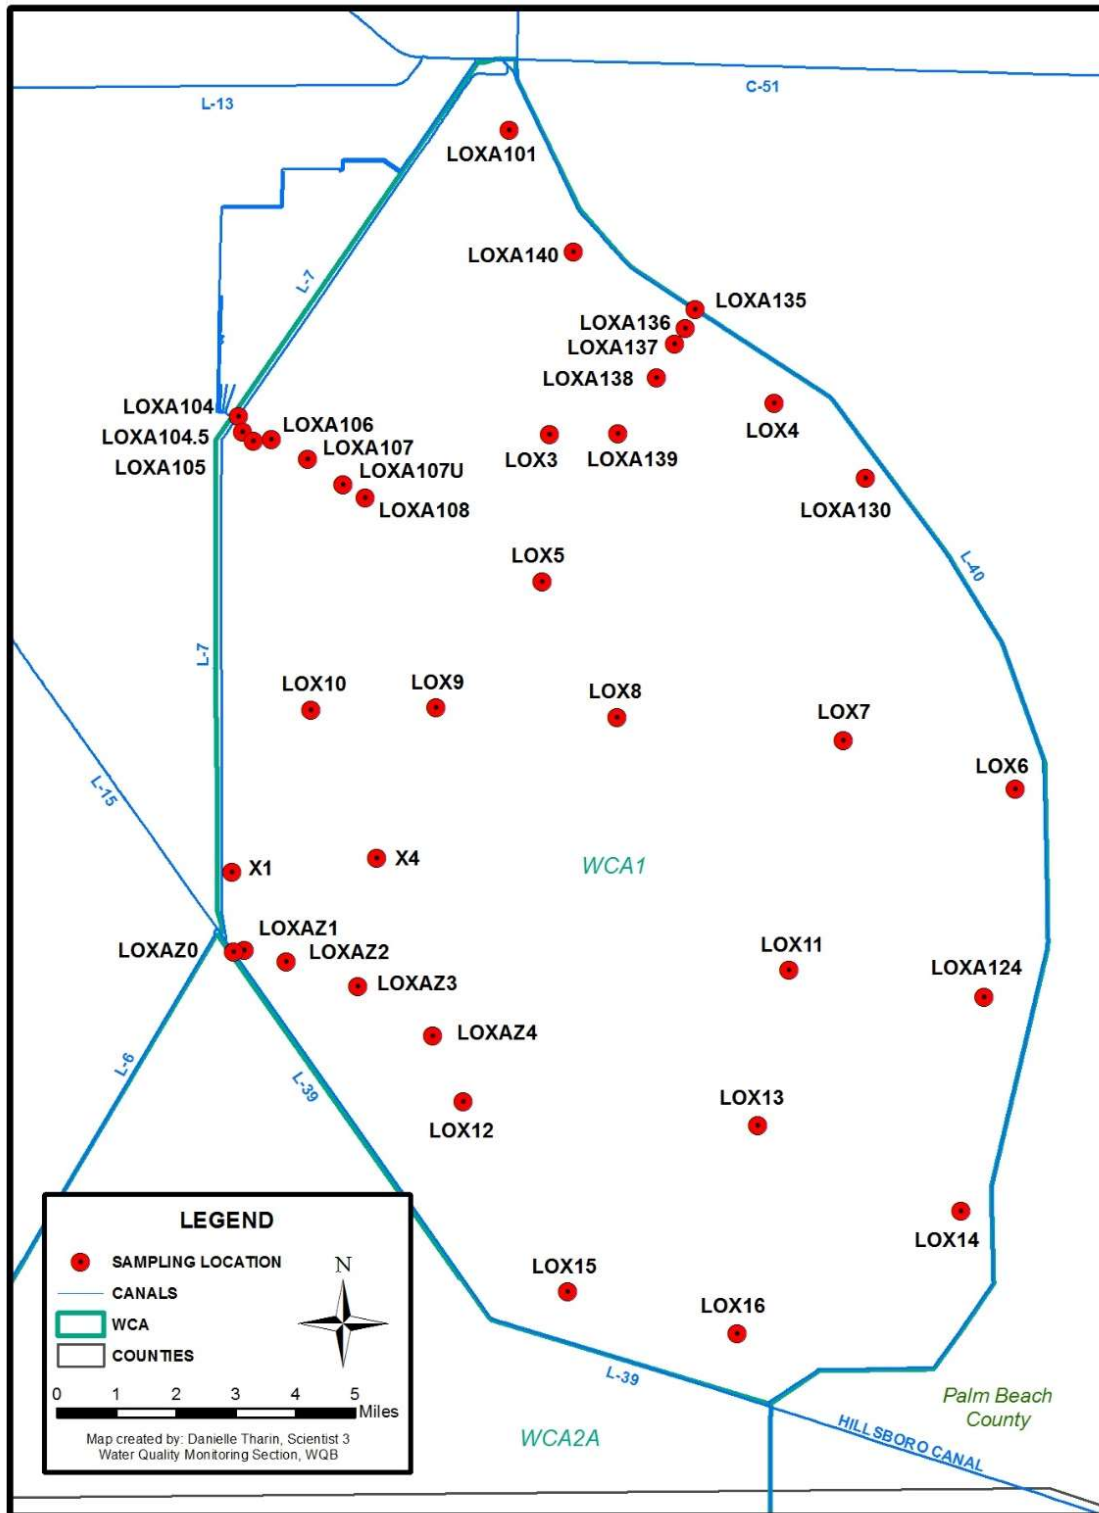 L-13
C-51
LOXA101
LOXA140
L-7
LOXA135
LOXA136
LOXA137
LOXA138
LOXA104
LOXA104.5
LOXA105
LOXA106
LOXA107
LOXA107U
LOXA108
LOX3
LOXA139
LOX4
LOXA130
LOX5
L-40
L-7
LOX10
LOX9
LOX8
LOX7
LOX6
L-15
X1
X4
WCA1
LOXAZ0
LOXAZ1
LOXAZ2
LOXAZ3
LOXAZ4
LOX11
LOXA124
L-6
L-39
LOX12
LOX13
LOX14
LOX15
LOX16
L-39
Palm Beach
County
HILLSBORO CANAL
WCA2A
LEGEND
SAMPLING LOCATION
CANALS
WCA
COUNTIES
N
0 1 2 3 4 5
Miles
Map created by: Danielle Tharin, Scientist 3
Water Quality Monitoring Section, WQB